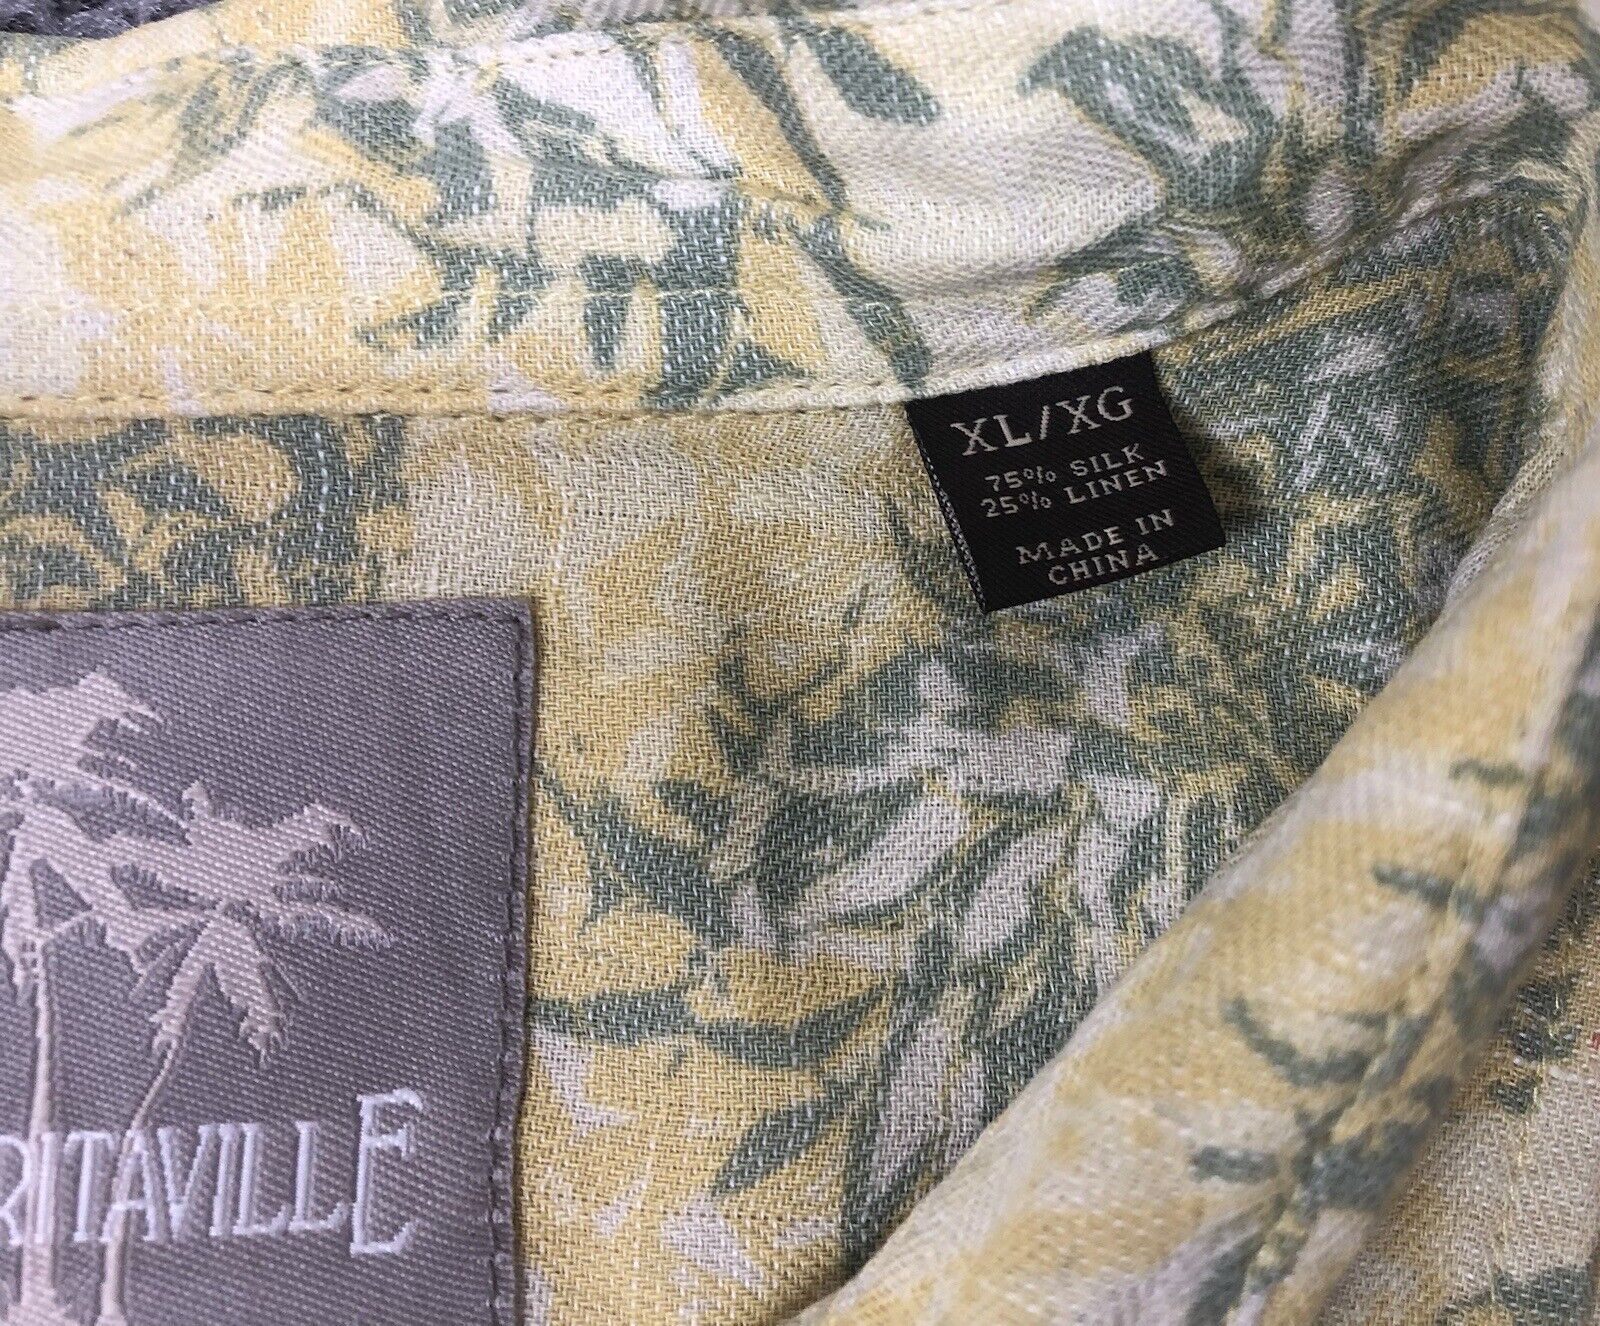 XL/XG
75% SILK
25% LINEN
MADE IN
CHINA
RITAVILLE